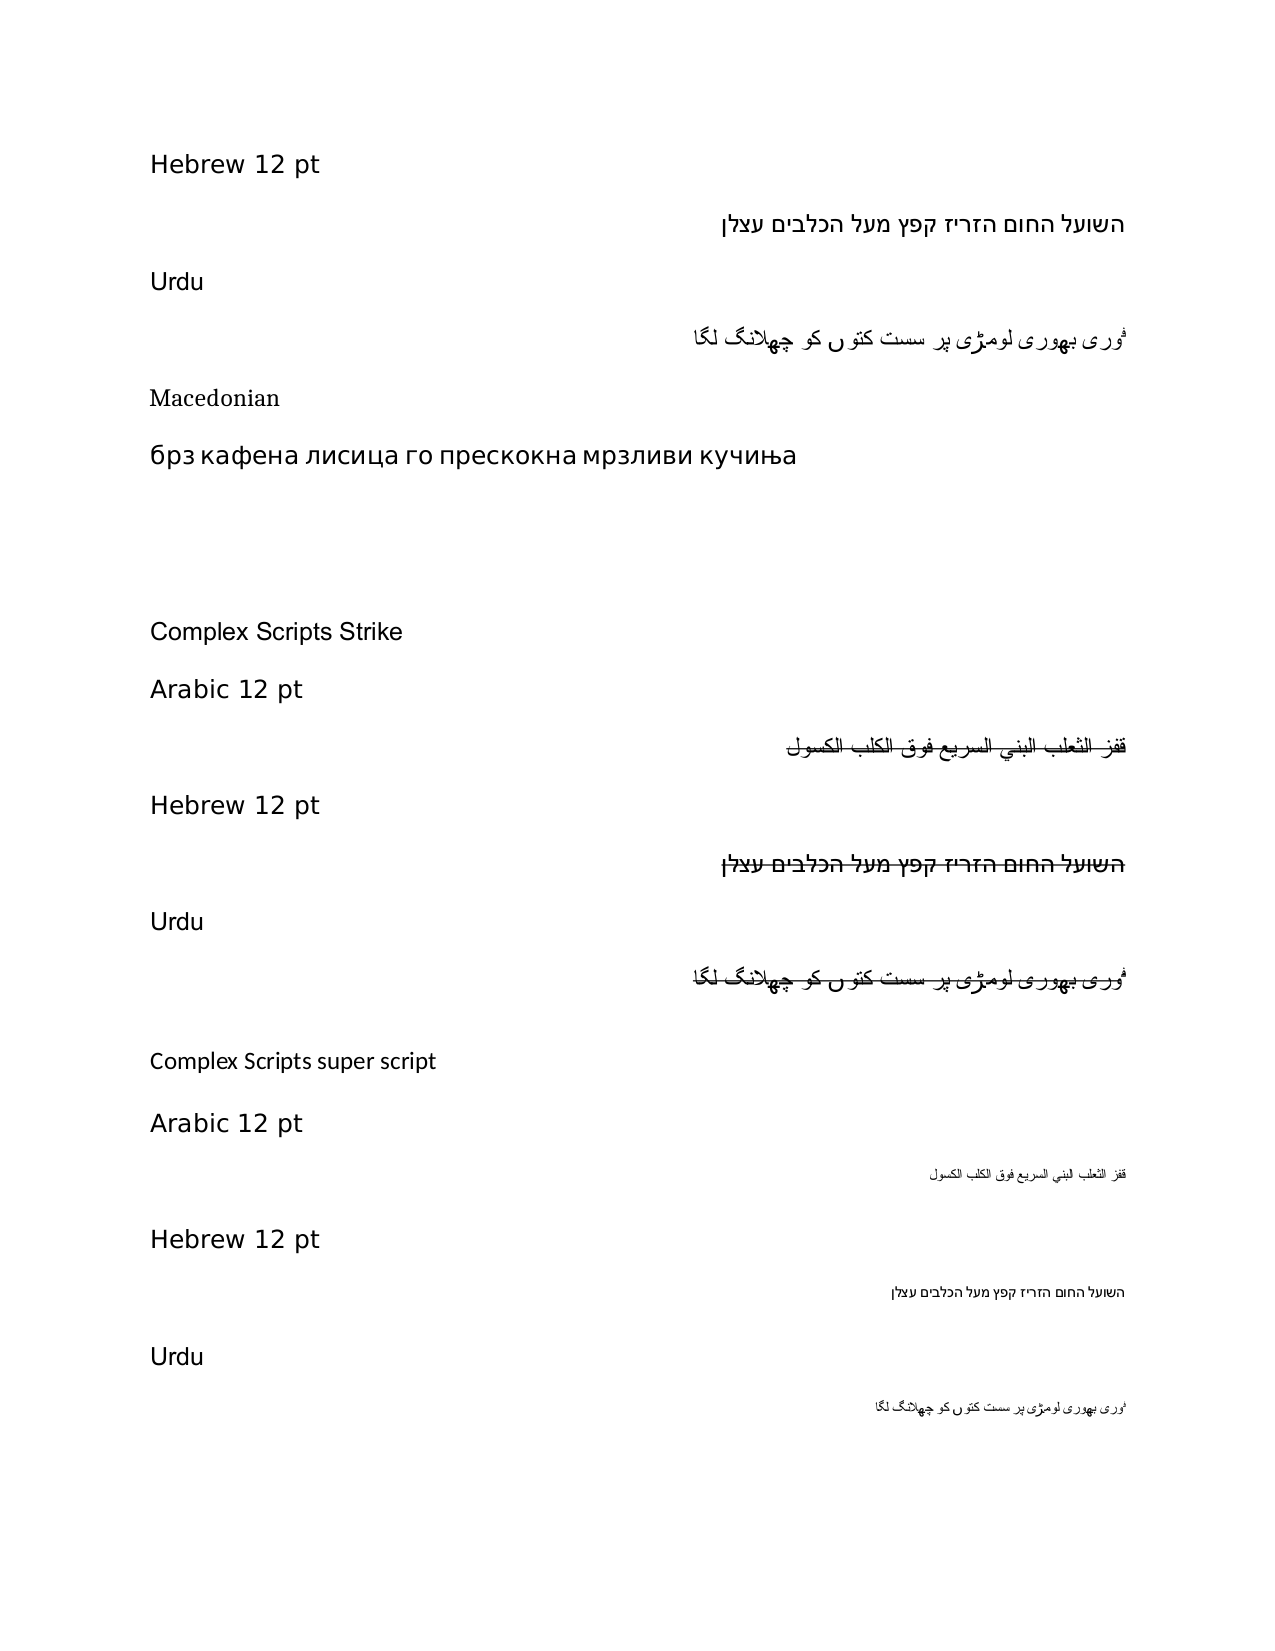 Hebrew 12 pt
השועל החום הזריז קפץ מעל הכלבים עצלן
Urdu
فوری بھوری لومڑی پر سست کتوں کو چھلانگ لگا
Macedonian
брз кафена лисица го прескокна мрзливи кучиња
Complex Scripts Strike
Arabic 12 pt
قفز الثعلب البني السريع فوق الكلب الكسول
Hebrew 12 pt
השועל החום הזריז קפץ מעל הכלבים עצלן
Urdu
فوری بھوری لومڑی پر سست کتوں کو چھلانگ لگا
Complex Scripts super script
Arabic 12 pt
قفز الثعلب البني السريع فوق الكلب الكسول
Hebrew 12 pt
השועל החום הזריז קפץ מעל הכלבים עצלן
Urdu
فوری بھوری لومڑی پر سست کتوں کو چھلانگ لگا